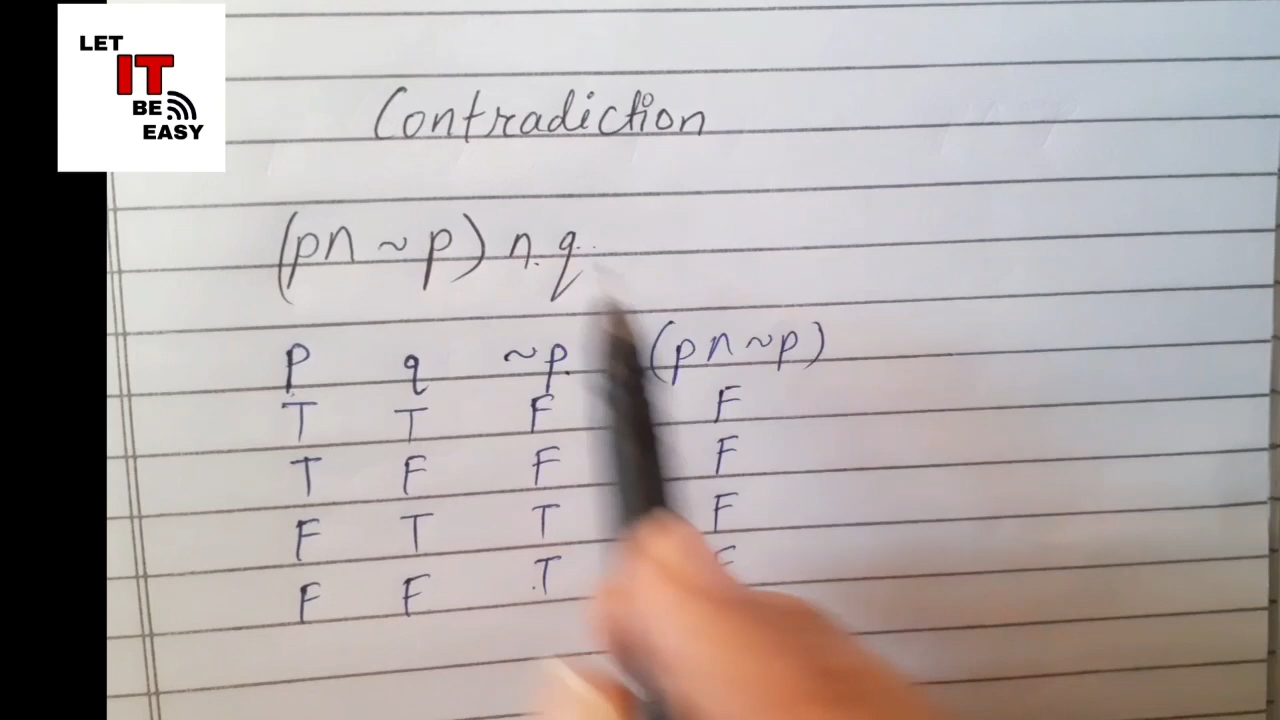 LET
IT
BE
EASY
Contradiction
(p∩ ~p) ∩ q
p q ~p (p∩~p)
T T F F
T F F F
F T T F
F F T F